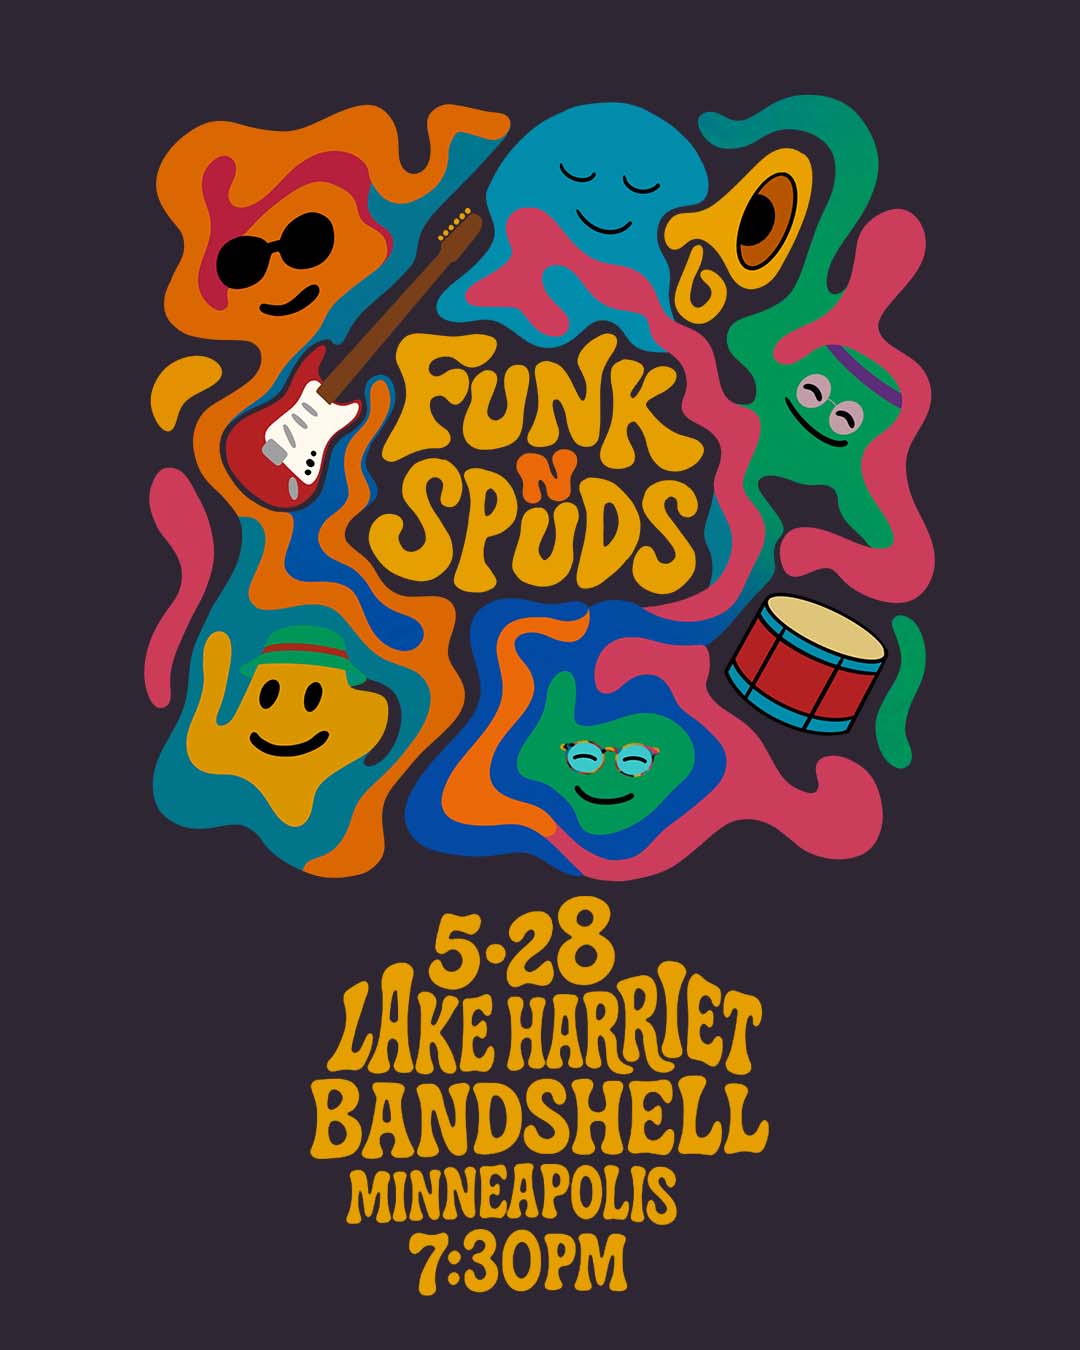 FUNK
N
SPUDS
5·28
LAKE HARRIET
BANDSHELL
MINNEAPOLIS
7:30PM